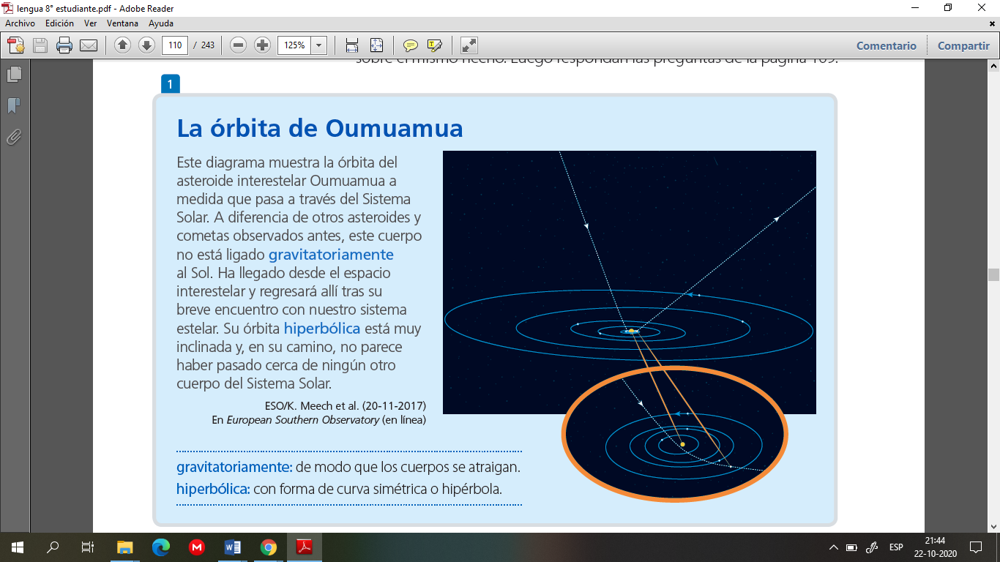 lengua 8° estudiante.pdf - Adobe Reader
Archivo Edición Ver Ventana Ayuda
110 / 243 125% Comentario Compartir
sobre el mismo hecho. Luego respondan las preguntas de la página 109.
1
La órbita de Oumuamua
Este diagrama muestra la órbita del
asteroide interestelar Oumuamua a
medida que pasa a través del Sistema
Solar. A diferencia de otros asteroides y
cometas observados antes, este cuerpo
no está ligado gravitatoriamente
al Sol. Ha llegado desde el espacio
interestelar y regresará allí tras su
breve encuentro con nuestro sistema
estelar. Su órbita hiperbólica está muy
inclinada y, en su camino, no parece
haber pasado cerca de ningún otro
cuerpo del Sistema Solar.
ESO/K. Meech et al. (20-11-2017)
En European Southern Observatory (en línea)
gravitatoriamente: de modo que los cuerpos se atraigan.
hiperbólica: con forma de curva simétrica o hipérbola.
ESP
21:44
22-10-2020